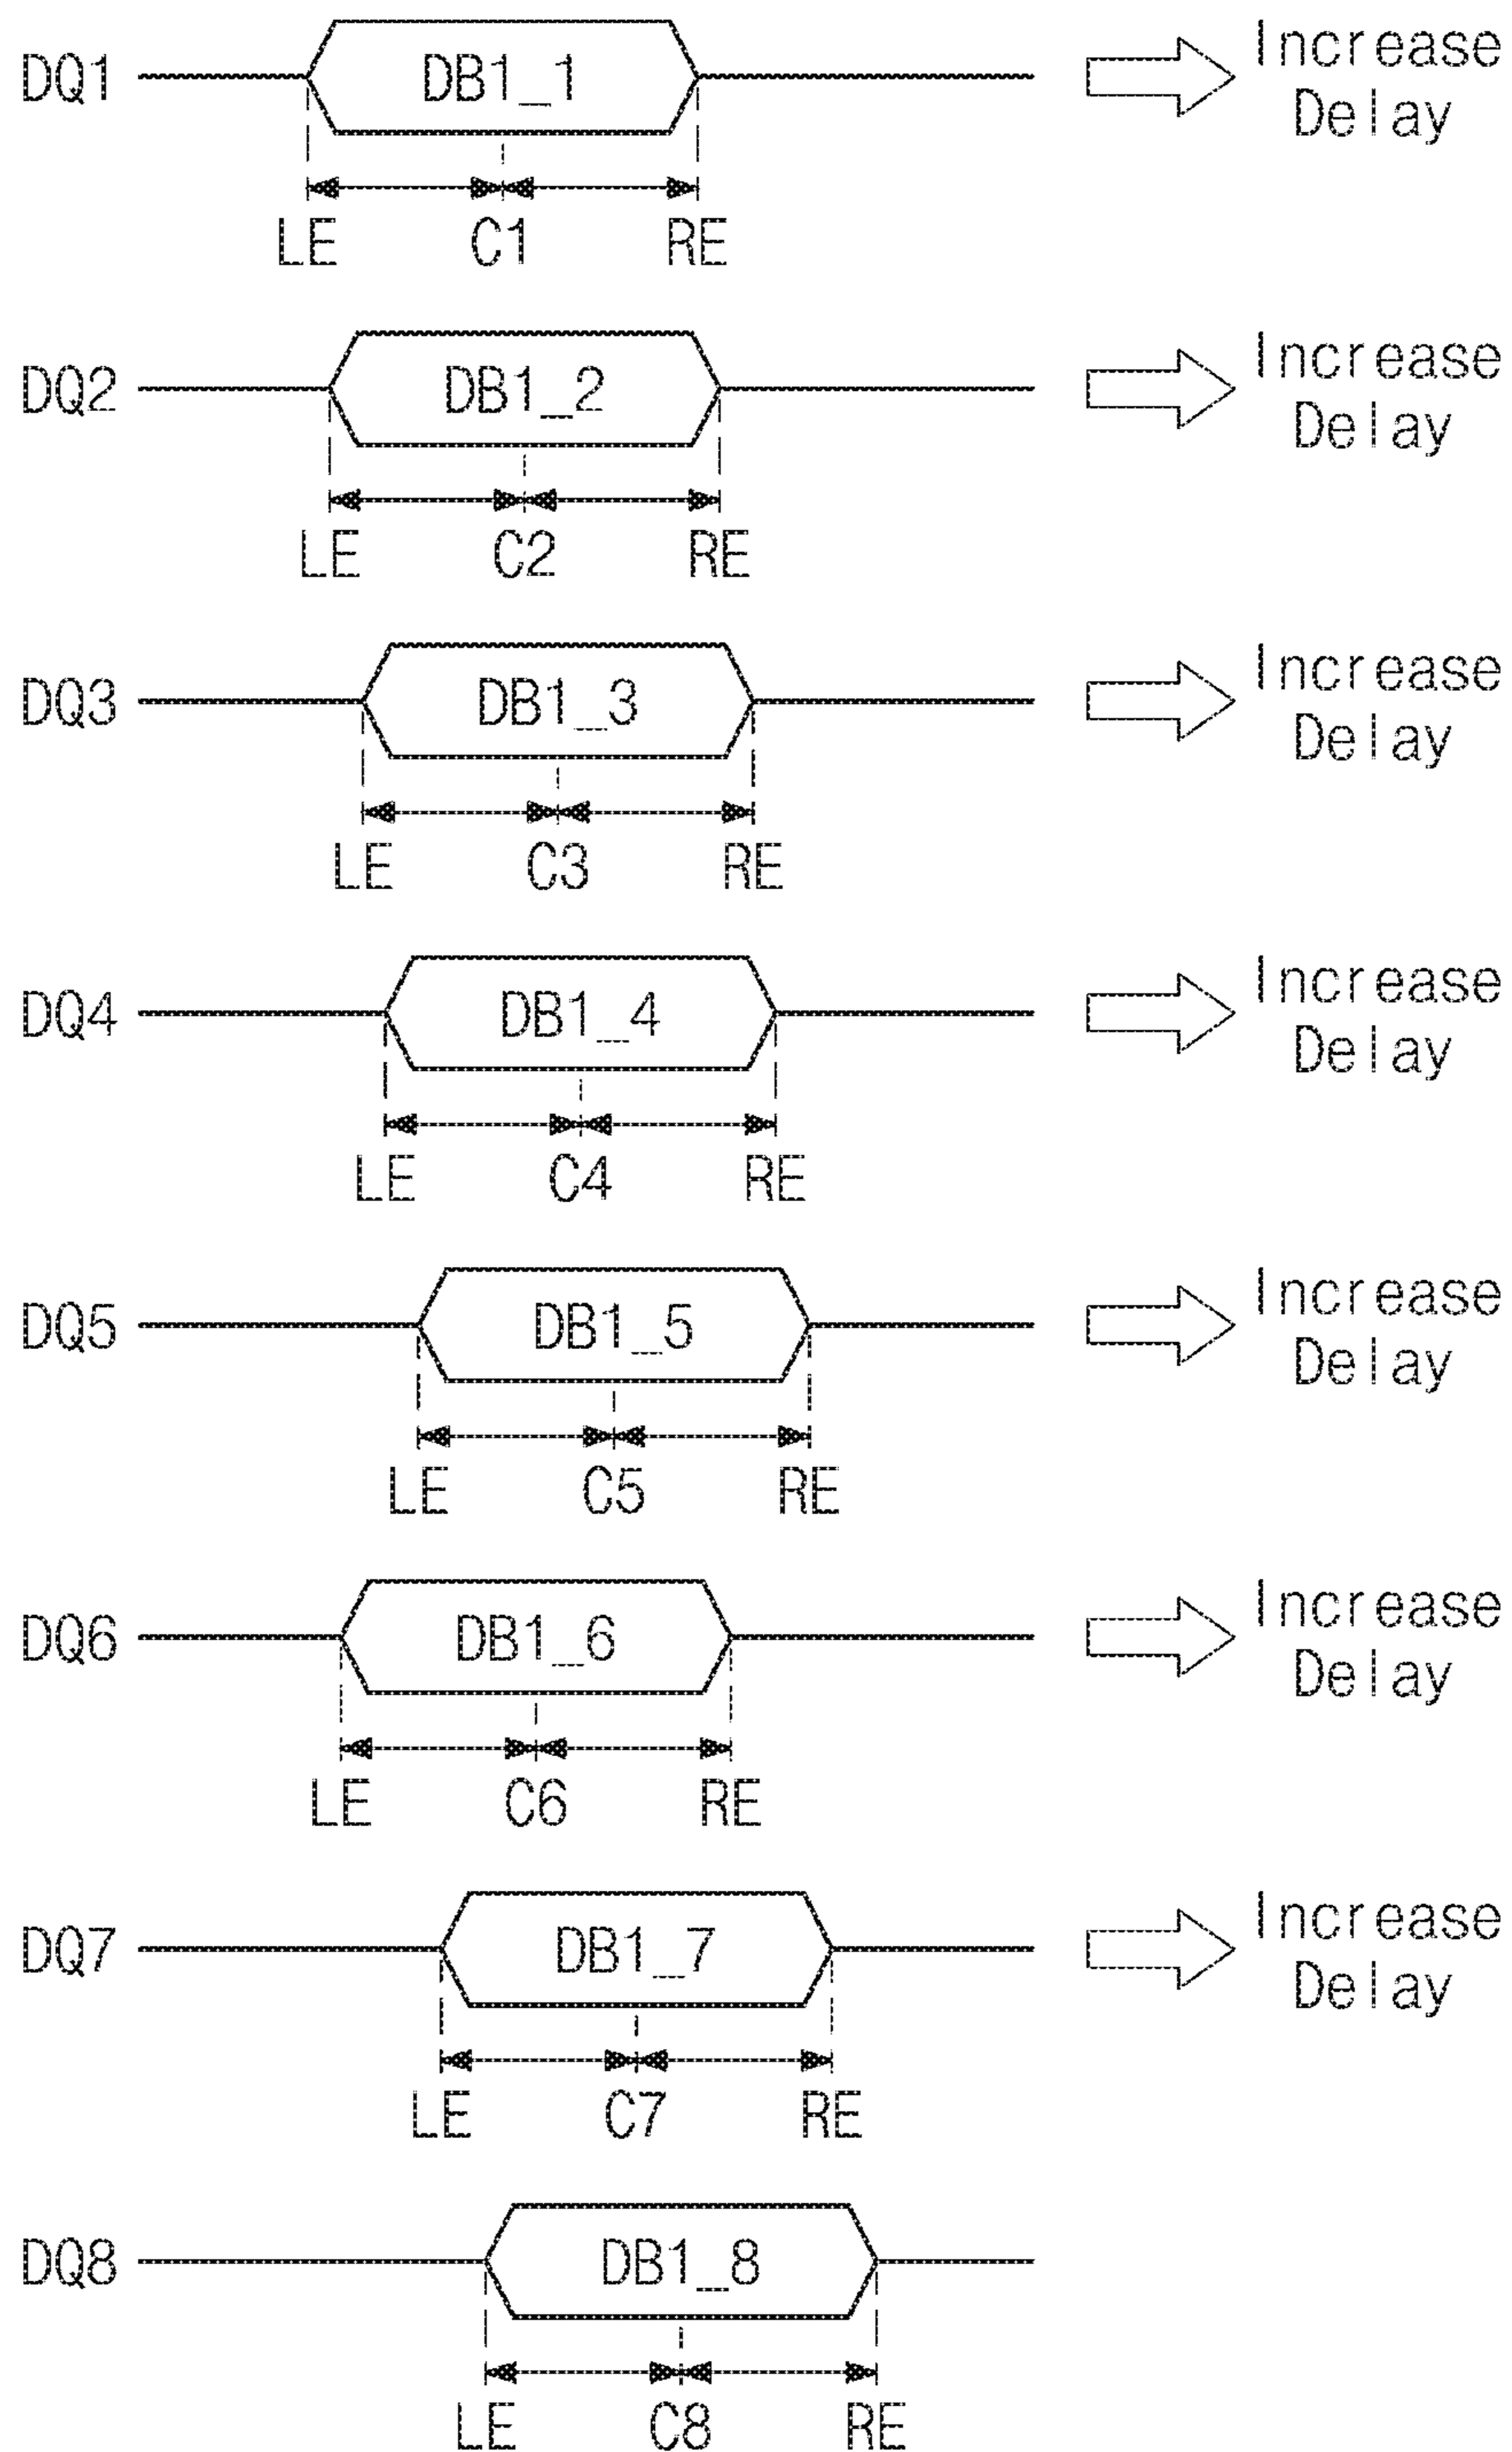 DQ1 DB1_1 Increase
Delay
LE C1 RE
DQ2 DB1_2 Increase
Delay
LE C2 RE
DQ3 DB1_3 Increase
Delay
LE C3 RE
DQ4 DB1_4 Increase
Delay
LE C4 RE
DQ5 DB1_5 Increase
Delay
LE C5 RE
DQ6 DB1_6 Increase
Delay
LE C6 RE
DQ7 DB1_7 Increase
Delay
LE C7 RE
DQ8 DB1_8
LE C8 RE